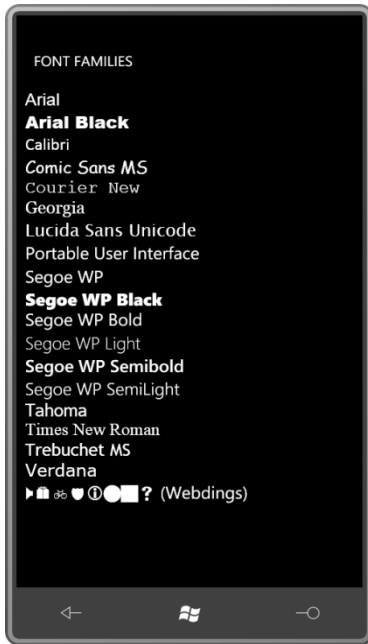 FONT FAMILIES
Arial
Arial Black
Calibri
Comic Sans MS
Courier New
Georgia
Lucida Sans Unicode
Portable User Interface
Segoe WP
Segoe WP Black
Segoe WP Bold
Segoe WP Light
Segoe WP Semibold
Segoe WP SemiLight
Tahoma
Times New Roman
Trebuchet MS
Verdana
? (Webdings)